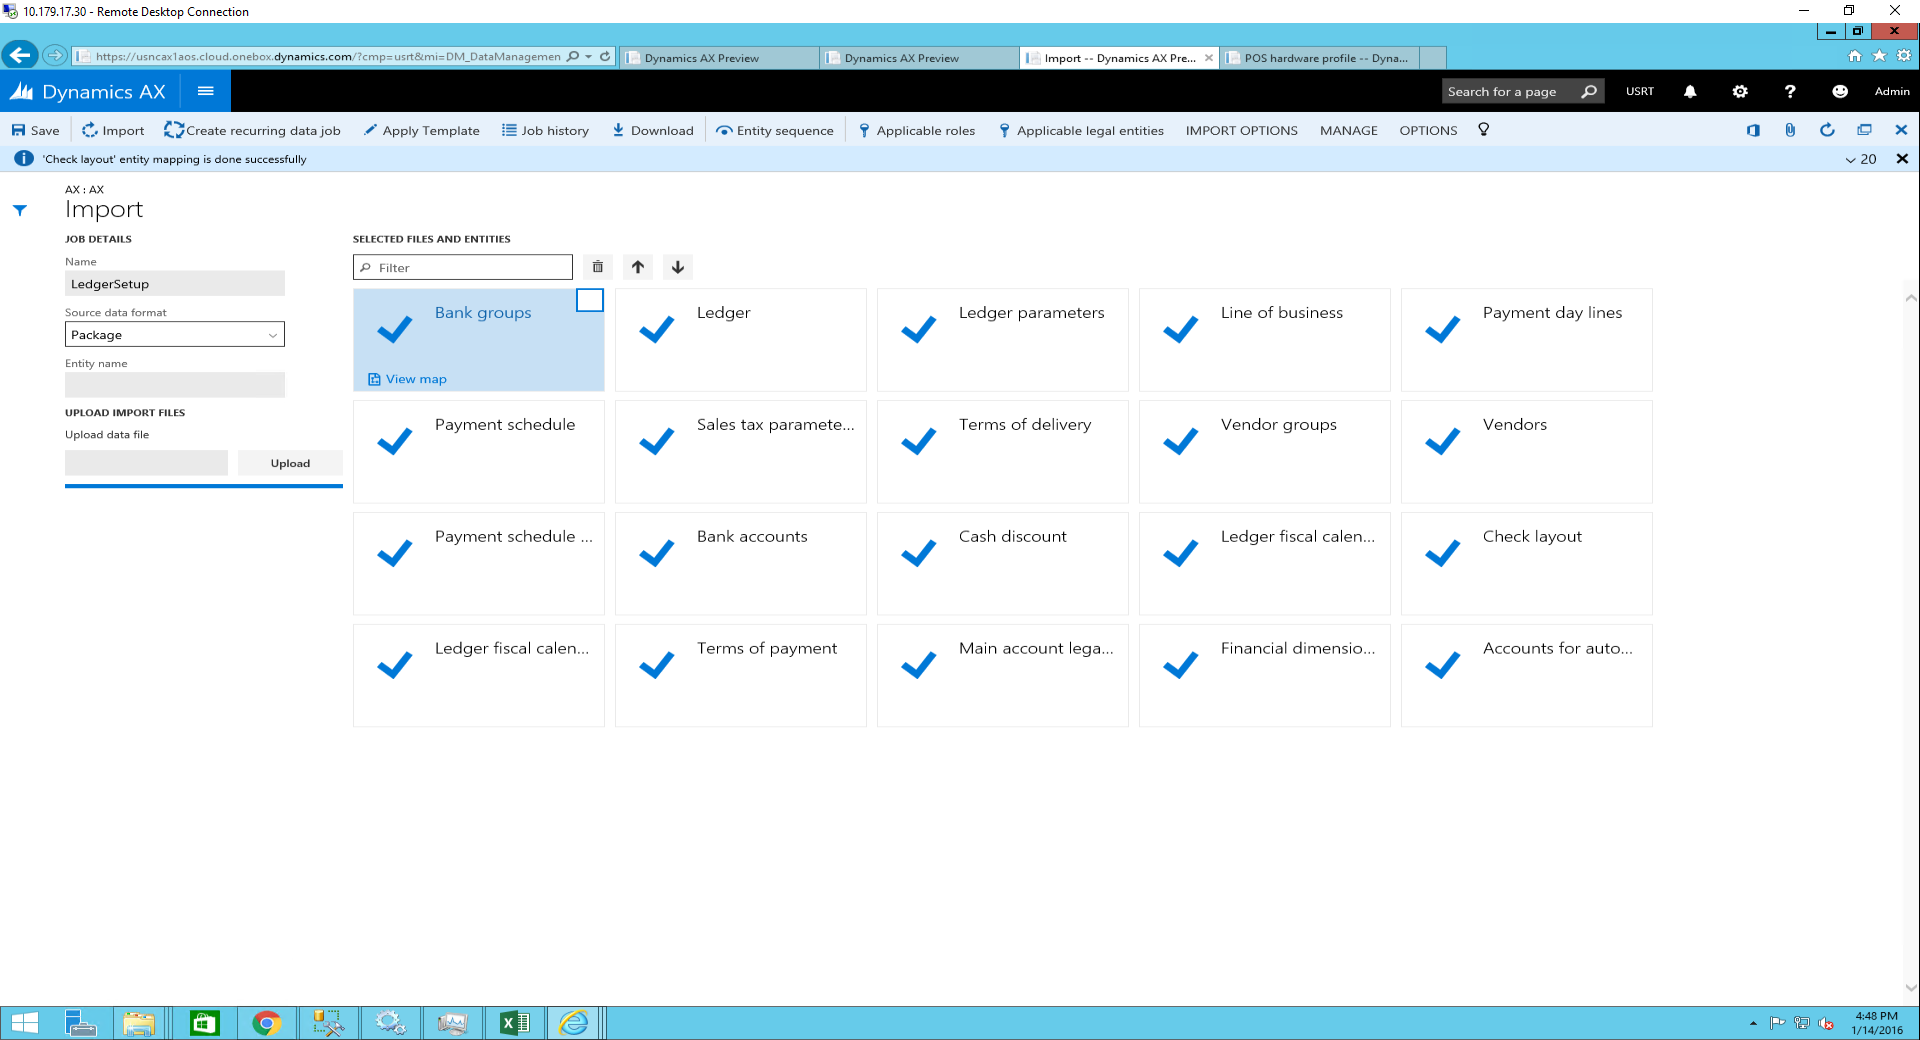 10.179.17.30 - Remote Desktop Connection
https://usncax1aos.cloud.onebox.dynamics.com/?cmp=usrt&mi=DM_DataManagemen
Dynamics AX Preview
Dynamics AX Preview
Import -- Dynamics AX Pre...
POS hardware profile -- Dyna...
Dynamics AX
Search for a page
USRT
Admin
Save
Import
Create recurring data job
Apply Template
Job history
Download
Entity sequence
Applicable roles
Applicable legal entities
IMPORT OPTIONS
MANAGE
OPTIONS
'Check layout' entity mapping is done successfully
20
AX : AX
Import
JOB DETAILS
Name
LedgerSetup
Source data format
Package
Entity name
UPLOAD IMPORT FILES
Upload data file
Upload
SELECTED FILES AND ENTITIES
Filter
Bank groups
View map
Ledger
Ledger parameters
Line of business
Payment day lines
Payment schedule
Sales tax paramete...
Terms of delivery
Vendor groups
Vendors
Payment schedule ...
Bank accounts
Cash discount
Ledger fiscal calen...
Check layout
Ledger fiscal calen...
Terms of payment
Main account lega...
Financial dimensio...
Accounts for auto...
4:48 PM
1/14/2016